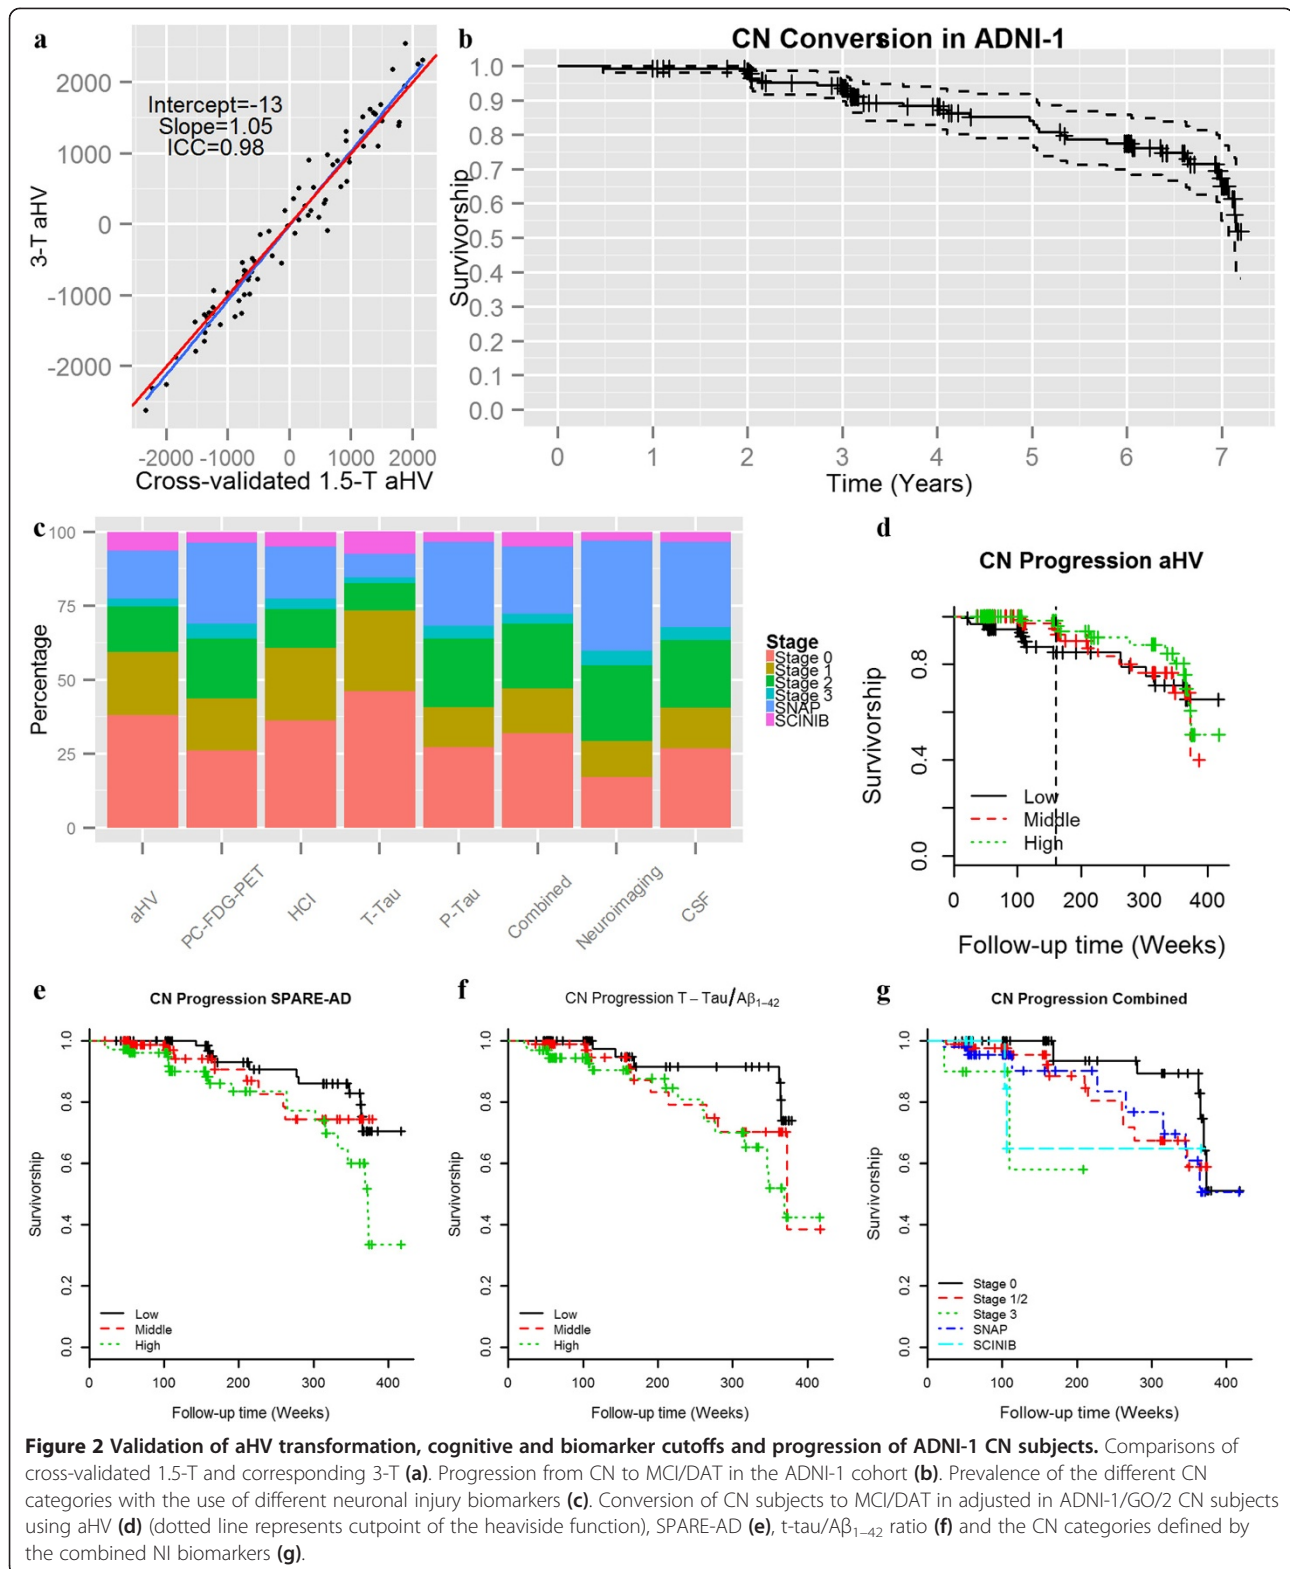 a
Intercept=-13
Slope=1.05
ICC=0.98
2000
1000
0
-1000
-2000
3-T aHV
-2000 -1000 0 1000 2000
Cross-validated 1.5-T aHV
b
CN Conversion in ADNI-1
1.0
0.9
0.8
0.7
0.6
0.5
0.4
0.3
0.2
0.1
0.0
Survivorship
0 1 2 3 4 5 6 7
Time (Years)
c
100
75
50
25
0
Percentage
aHV
PC-FDG-PET
HCI
T-Tau
P-Tau
Combined
Neuroimaging
CSF
Stage
Stage 0
Stage 1
Stage 2
Stage 3
SNAP
SCINIB
d
CN Progression aHV
0.8
0.4
0.0
Survivorship
Low
Middle
High
0 100 200 300 400
Follow-up time (Weeks)
e
CN Progression SPARE-AD
1.0
0.8
0.6
0.4
0.2
0.0
Survivorship
Low
Middle
High
0 100 200 300 400
Follow-up time (Weeks)
f
CN Progression T – Tau/Aβ1–42
1.0
0.8
0.6
0.4
0.2
0.0
Survivorship
Low
Middle
High
0 100 200 300 400
Follow-up time (Weeks)
g
CN Progression Combined
1.0
0.8
0.6
0.4
0.2
0.0
Survivorship
Stage 0
Stage 1/2
Stage 3
SNAP
SCINIB
0 100 200 300 400
Follow-up time (Weeks)
Figure 2 Validation of aHV transformation, cognitive and biomarker cutoffs and progression of ADNI-1 CN subjects. Comparisons of
cross-validated 1.5-T and corresponding 3-T (a). Progression from CN to MCI/DAT in the ADNI-1 cohort (b). Prevalence of the different CN
categories with the use of different neuronal injury biomarkers (c). Conversion of CN subjects to MCI/DAT in adjusted in ADNI-1/GO/2 CN subjects
using aHV (d) (dotted line represents cutpoint of the heaviside function), SPARE-AD (e), t-tau/Aβ1–42 ratio (f) and the CN categories defined by
the combined NI biomarkers (g).